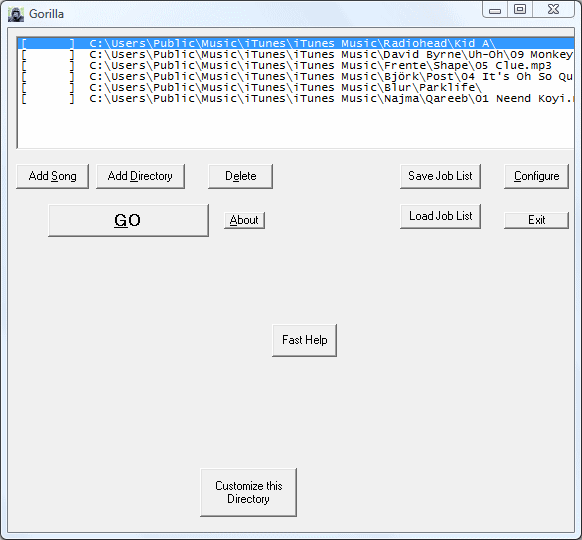 Gorilla
[      ]  C:\Users\Public\Music\iTunes\iTunes Music\Radiohead\Kid A\
[      ]  C:\Users\Public\Music\iTunes\iTunes Music\David Byrne\Uh-Oh\09 Monkey
[      ]  C:\Users\Public\Music\iTunes\iTunes Music\Frente\Shape\05 Clue.mp3
[      ]  C:\Users\Public\Music\iTunes\iTunes Music\Björk\Post\04 It's Oh So Qu
[      ]  C:\Users\Public\Music\iTunes\iTunes Music\Blur\Parklife\
[      ]  C:\Users\Public\Music\iTunes\iTunes Music\Najma\Qareeb\01 Neend Koyi.
Add Song Add Directory Delete Save Job List Configure
GO About Load Job List Exit
Fast Help
Customize this
Directory